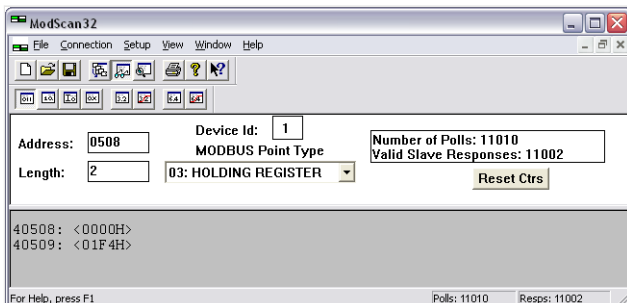 ModScan32
File Connection Setup View Window Help
Address: 0508
Device Id: 1
MODBUS Point Type
Length: 2
03: HOLDING REGISTER
Number of Polls: 11010
Valid Slave Responses: 11002
Reset Ctrs
40508: <0000H>
40509: <01F4H>
For Help, press F1
Polls: 11010
Resps: 11002